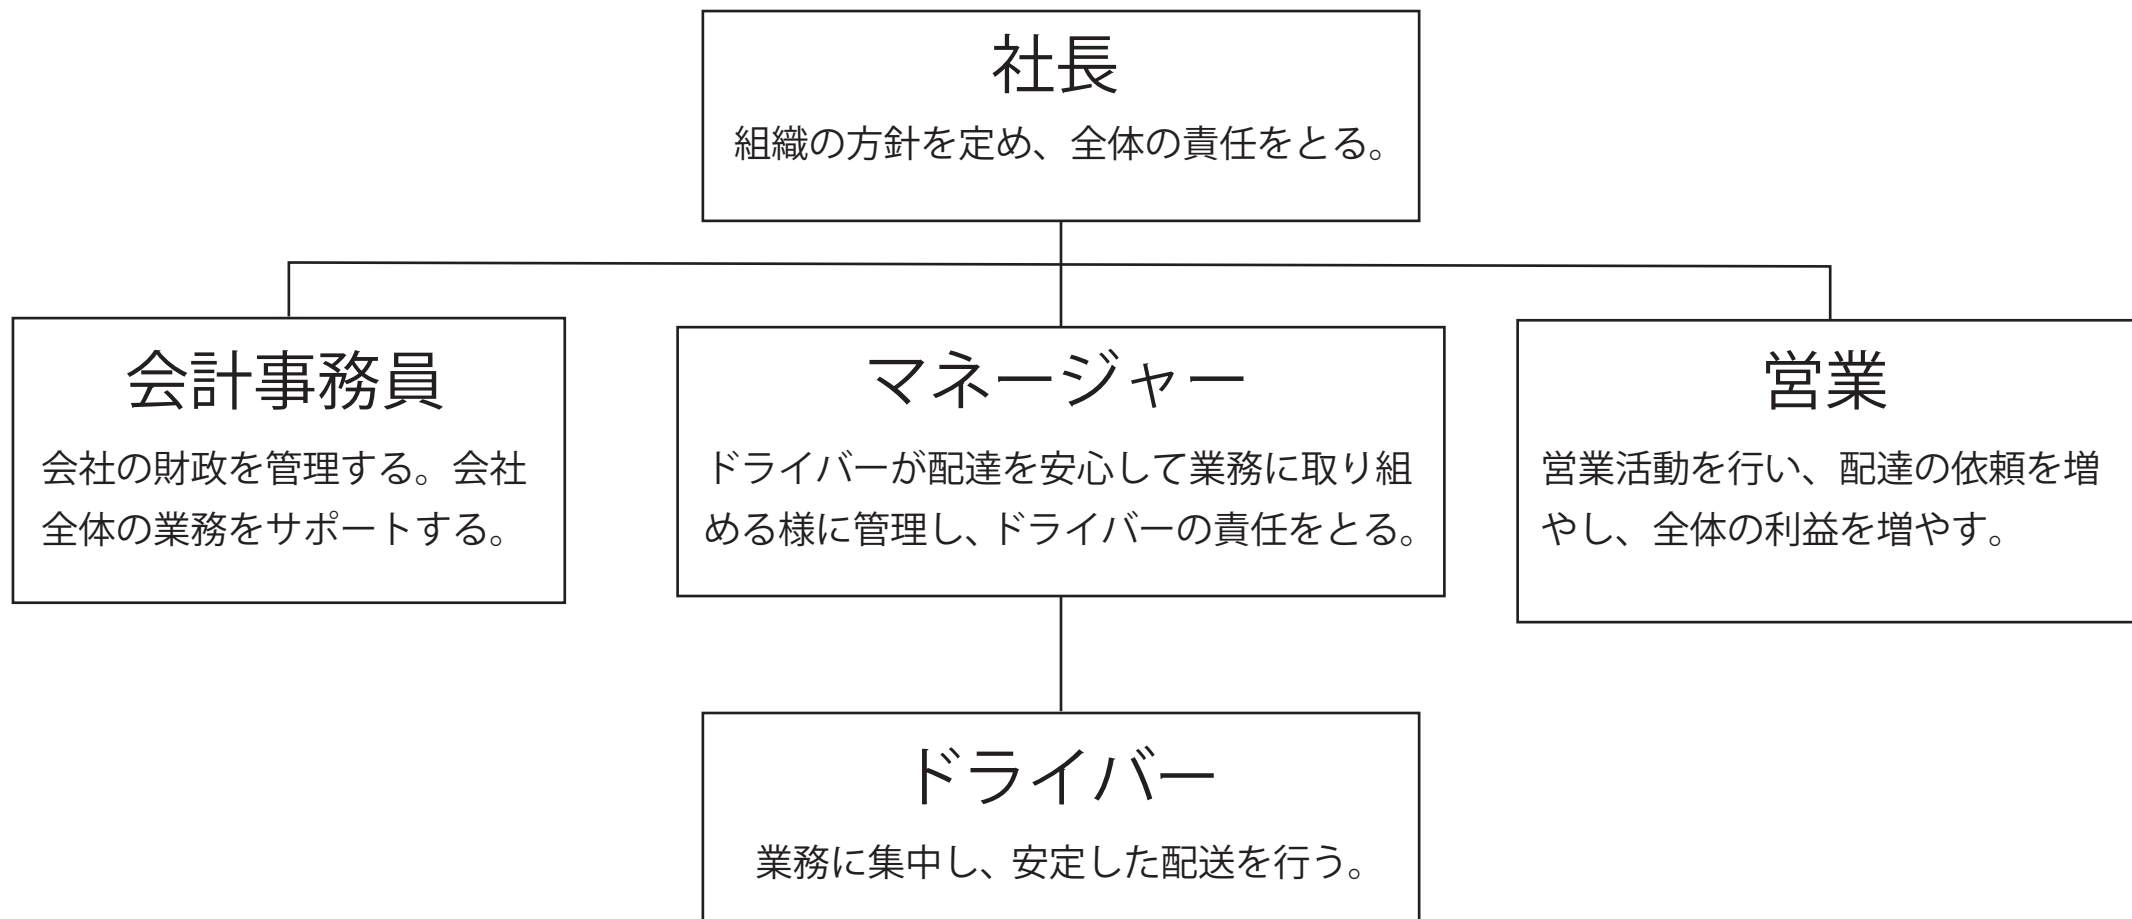 社長
組織の方針を定め、全体の責任をとる。
会計事務員
会社の財政を管理する。会社
全体の業務をサポートする。
マネージャー
ドライバーが配達を安心して業務に取り組
める様に管理し、ドライバーの責任をとる。
営業
営業活動を行い、配達の依頼を増
やし、全体の利益を増やす。
ドライバー
業務に集中し、安定した配送を行う。